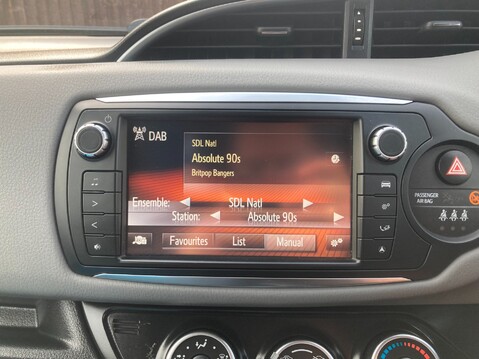 DAB
SDL Natl
Absolute 90s
Britpop Bangers
Ensemble: SDL Natl
Station: Absolute 90s
Favourites List Manual
PASSENGER
AIR BAG